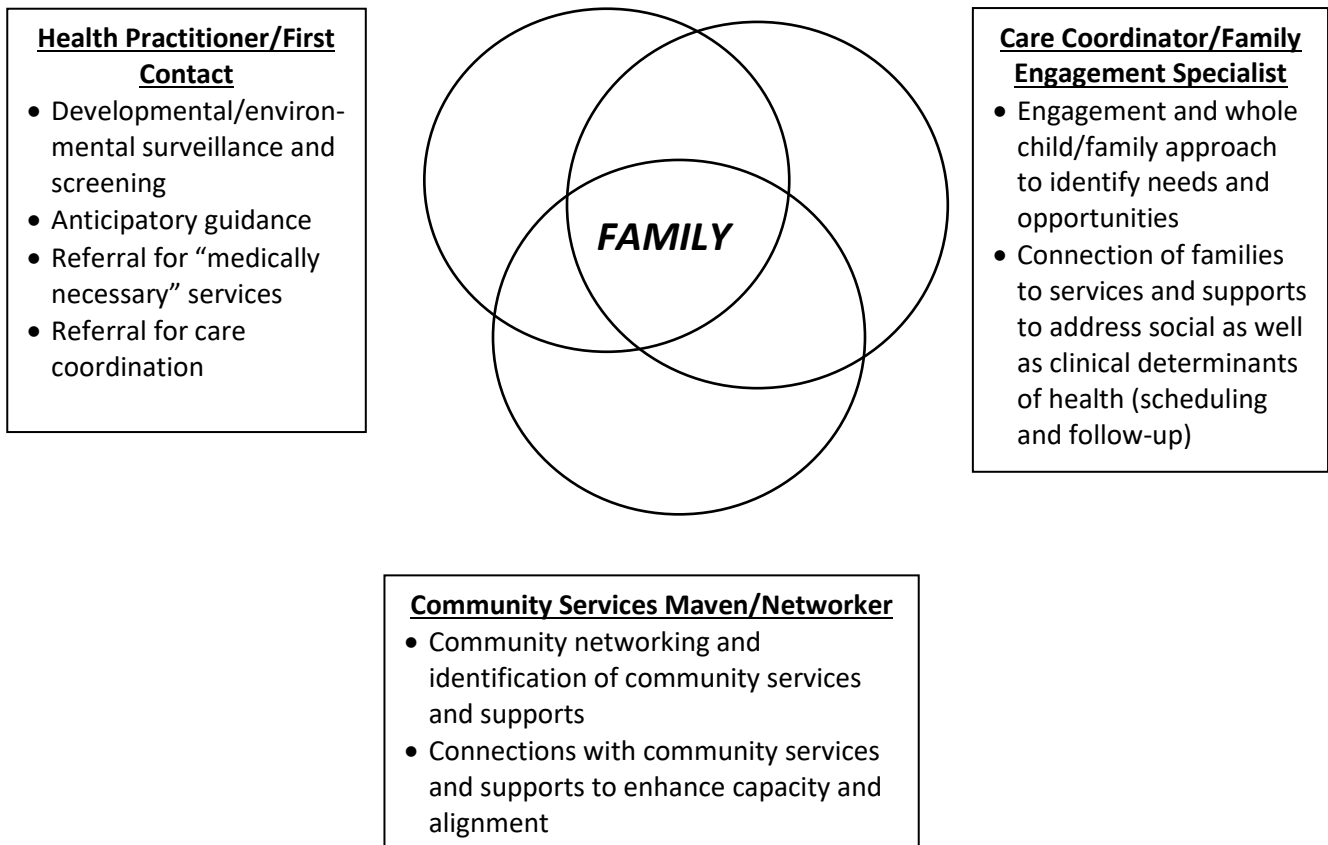 Health Practitioner/First
Contact
• Developmental/environ-
mental surveillance and
screening
• Anticipatory guidance
• Referral for “medically
necessary” services
• Referral for care
coordination
FAMILY
Care Coordinator/Family
Engagement Specialist
• Engagement and whole
child/family approach
to identify needs and
opportunities
• Connection of families
to services and supports
to address social as well
as clinical determinants
of health (scheduling
and follow-up)
Community Services Maven/Networker
• Community networking and
identification of community services
and supports
• Connections with community services
and supports to enhance capacity and
alignment